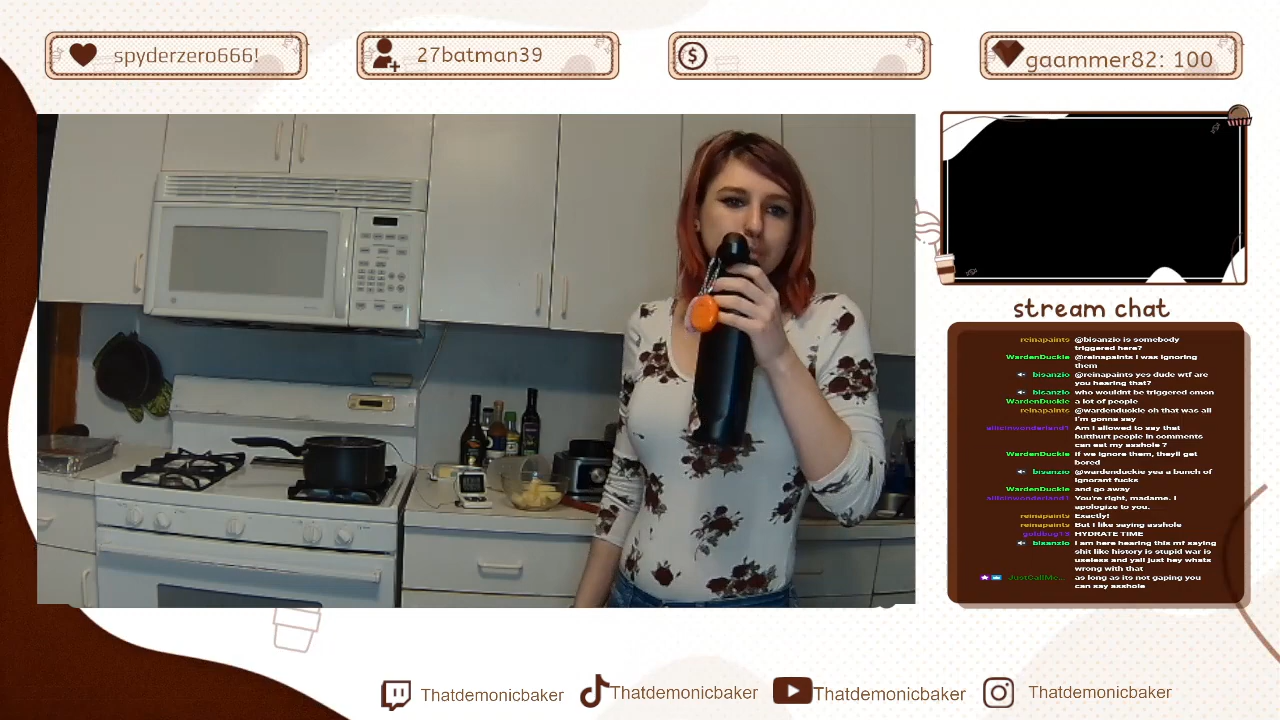 spyderzero666!
27batman39
gaammer82: 100
stream chat
reinapaints @bisanzio is somebody
triggered here?
WardenDuckie @reinapaints I was ignoring
them
bisanzio @reinapaints yes dude wtf are
you hearing that?
bisanzio who wouldnt be triggered cmon
WardenDuckie a lot of people
reinapaints @wardenduckie oh that was all
I'm gonna say
Am I allowed to say that
butthurt people in comments
can eat my asshole ?
WardenDuckie If we ignore them, theyll get
bored
bisanzio @wardenduckie yea a bunch of
ignorant fucks
WardenDuckie and go away
You're right, madame. I
apologize to you.
reinapaints Exactly!
reinapaints But I like saying asshole
HYDRATE TIME
bisanzio I am here hearing this mf saying
shit like history is stupid war is
useless and yall just hey whats
wrong with that
JustCallMe... as long as its not gaping you
can say asshole
Thatdemonicbaker
Thatdemonicbaker
Thatdemonicbaker
Thatdemonicbaker